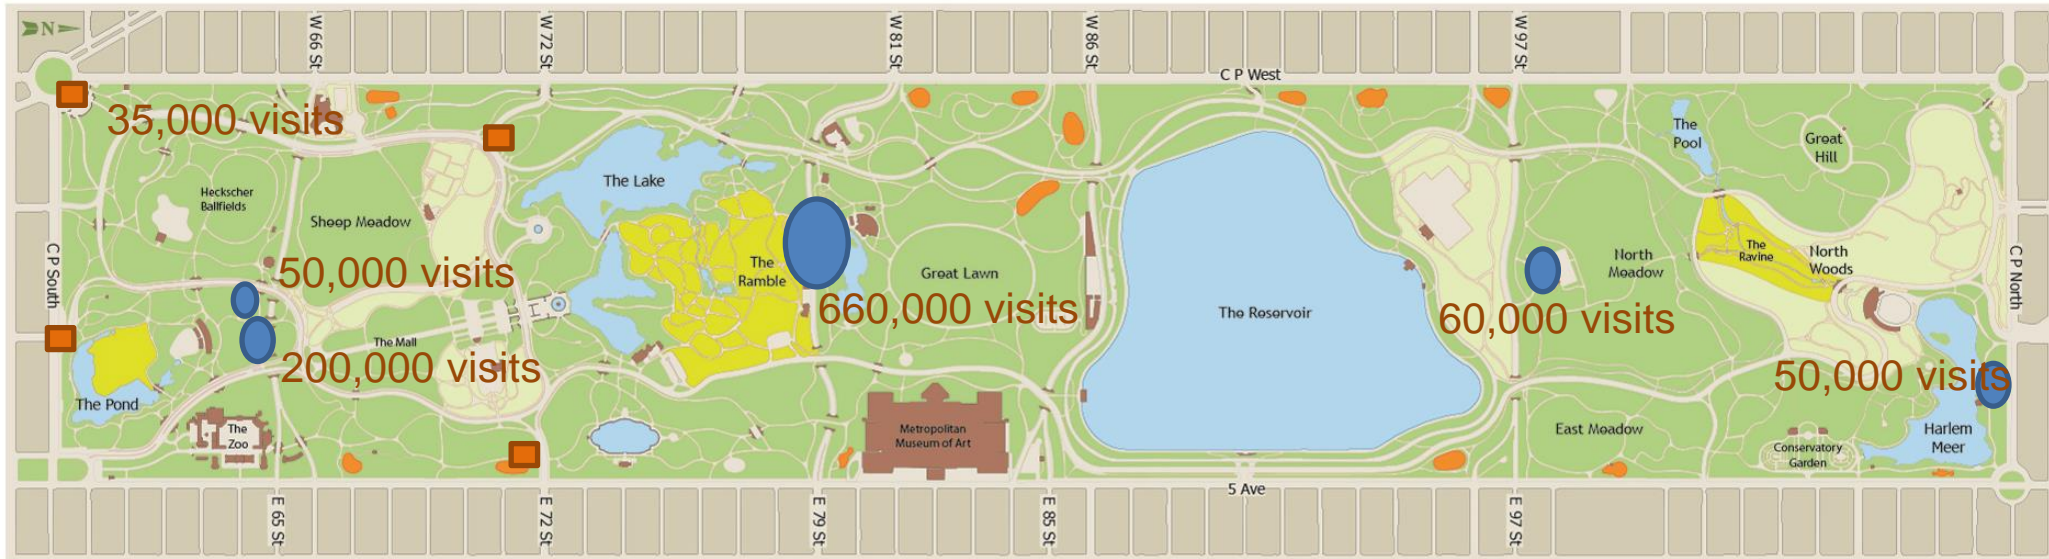 N
W 66 St
W 72 St
W 81 St
W 86 St
W 97 St
C P West
35,000 visits
The
Pool
Great
Hill
The Lake
Heckscher
Ballfields
Sheep Meadow
C P South
50,000 visits
The
Ramble
Great Lawn
660,000 visits
The Reservoir
60,000 visits
North
Meadow
The
Ravine
North
Woods
C P North
The Mall
200,000 visits
50,000 visits
The Pond
The
Zoo
Metropolitan
Museum of Art
East Meadow
Conservatory
Garden
Harlem
Meer
5 Ave
E 65 St
E 72 St
E 79 St
E 85 St
E 97 St